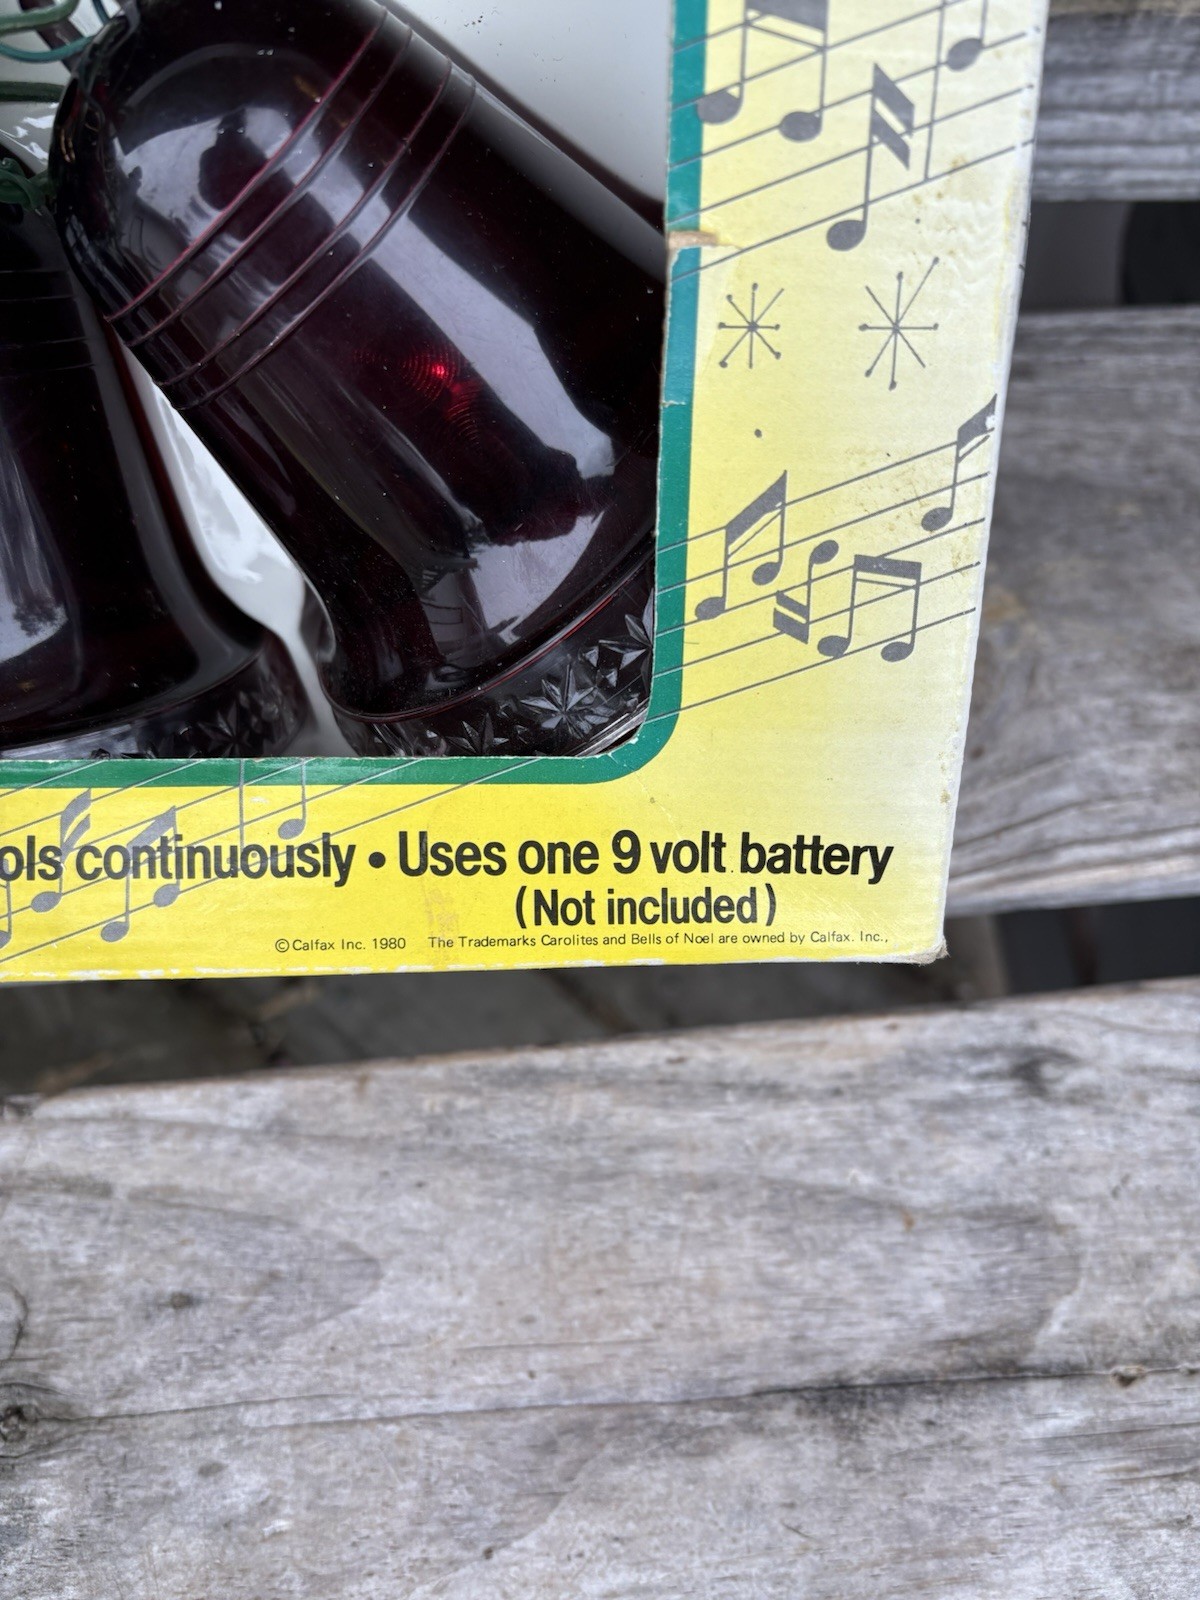 ols continuously • Uses one 9 volt battery
(Not included)
©Calfax Inc. 1980 The Trademarks Carolites and Bells of Noel are owned by Calfax. Inc.,